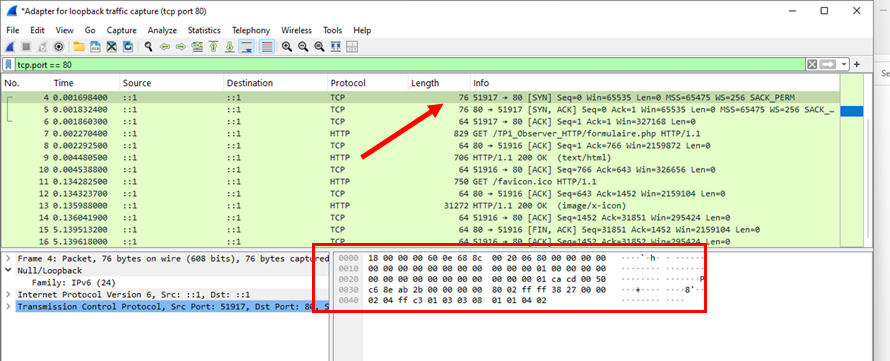 *Adapter for loopback traffic capture (tcp port 80)
File Edit View Go Capture Analyze Statistics Telephony Wireless Tools Help
tcp.port == 80
No. Time Source Destination Protocol Length Info
4 0.001698400 ::1 ::1 TCP 76 51917 → 80 [SYN] Seq=0 Win=65535 Len=0 MSS=65475 WS=256 SACK_PERM
5 0.001832400 ::1 ::1 TCP 76 80 → 51917 [SYN, ACK] Seq=0 Ack=1 Win=65535 Len=0 MSS=65475 WS=256 SACK_…
6 0.001860300 ::1 ::1 TCP 64 51917 → 80 [ACK] Seq=1 Ack=1 Win=327168 Len=0
7 0.002270400 ::1 ::1 HTTP 829 GET /TP1_Observer_HTTP/formulaire.php HTTP/1.1
8 0.002292500 ::1 ::1 TCP 64 80 → 51916 [ACK] Seq=1 Ack=766 Win=2159872 Len=0
9 0.004480500 ::1 ::1 HTTP 706 HTTP/1.1 200 OK (text/html)
10 0.004538800 ::1 ::1 TCP 64 51916 → 80 [ACK] Seq=766 Ack=643 Win=326656 Len=0
11 0.134282500 ::1 ::1 HTTP 750 GET /favicon.ico HTTP/1.1
12 0.134323700 ::1 ::1 TCP 64 80 → 51916 [ACK] Seq=643 Ack=1452 Win=2159104 Len=0
13 0.135988000 ::1 ::1 HTTP 31272 HTTP/1.1 200 OK (image/x-icon)
14 0.136041900 ::1 ::1 TCP 64 51916 → 80 [ACK] Seq=1452 Ack=31851 Win=295424 Len=0
15 5.139513200 ::1 ::1 TCP 64 80 → 51916 [FIN, ACK] Seq=31851 Ack=1452 Win=2159104 Len=0
16 5.139618000 ::1 ::1 TCP 64 51916 → 80 [ACK] Seq=1452 Ack=31852 Win=295424 Len=0
Frame 4: Packet, 76 bytes on wire (608 bits), 76 bytes captured
Null/Loopback
Family: IPv6 (24)
Internet Protocol Version 6, Src: ::1, Dst: ::1
Transmission Control Protocol, Src Port: 51917, Dst Port: 80, S
0000 18 00 00 00 60 0e 68 8c 00 20 06 80 00 00 00 00 ····`·h· · ······
0010 00 00 00 00 00 00 00 00 00 00 00 01 00 00 00 00
0020 00 00 00 00 00 00 00 00 00 00 00 01 ca cd 00 50
0030 c6 8e ab 2b 00 00 00 00 80 02 ff ff 38 27 00 00
0040 02 04 ff c3 01 03 03 08 01 01 04 02